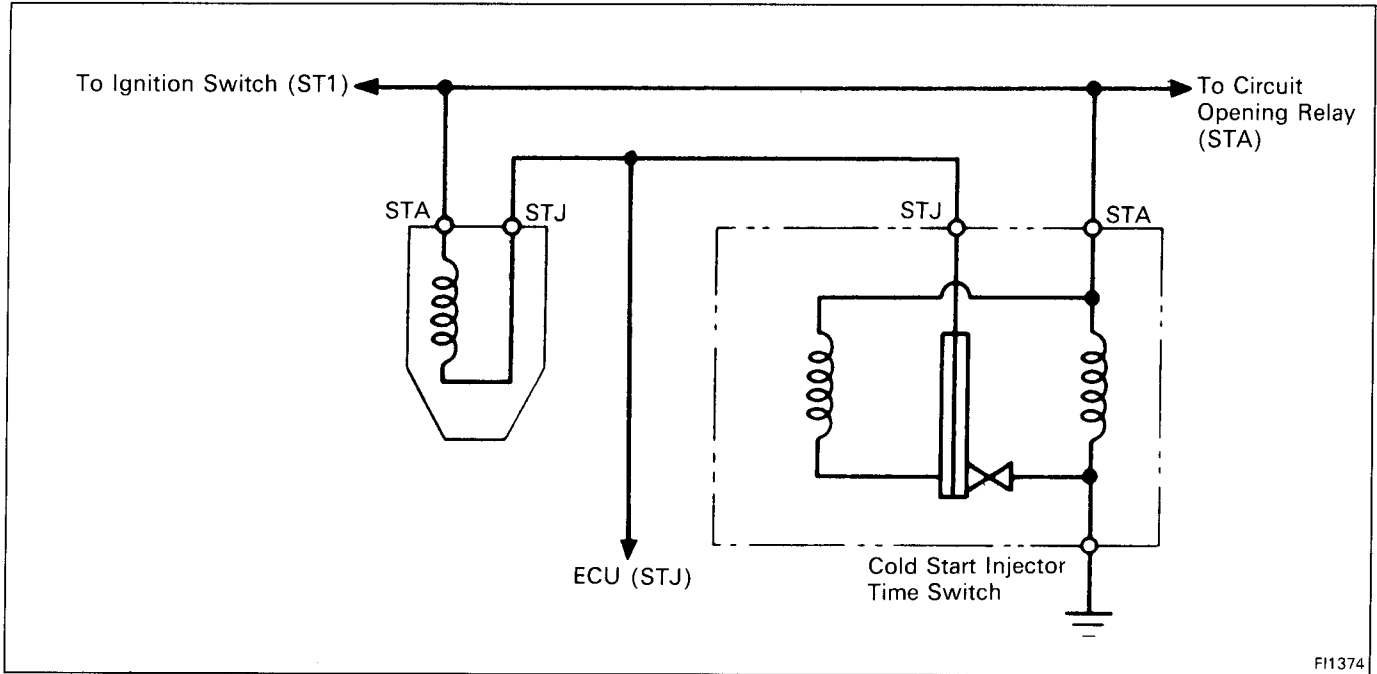 To Ignition Switch (ST1)
To Circuit
Opening Relay
(STA)
STA
STJ
STJ
STA
ECU (STJ)
Cold Start Injector
Time Switch
FI1374